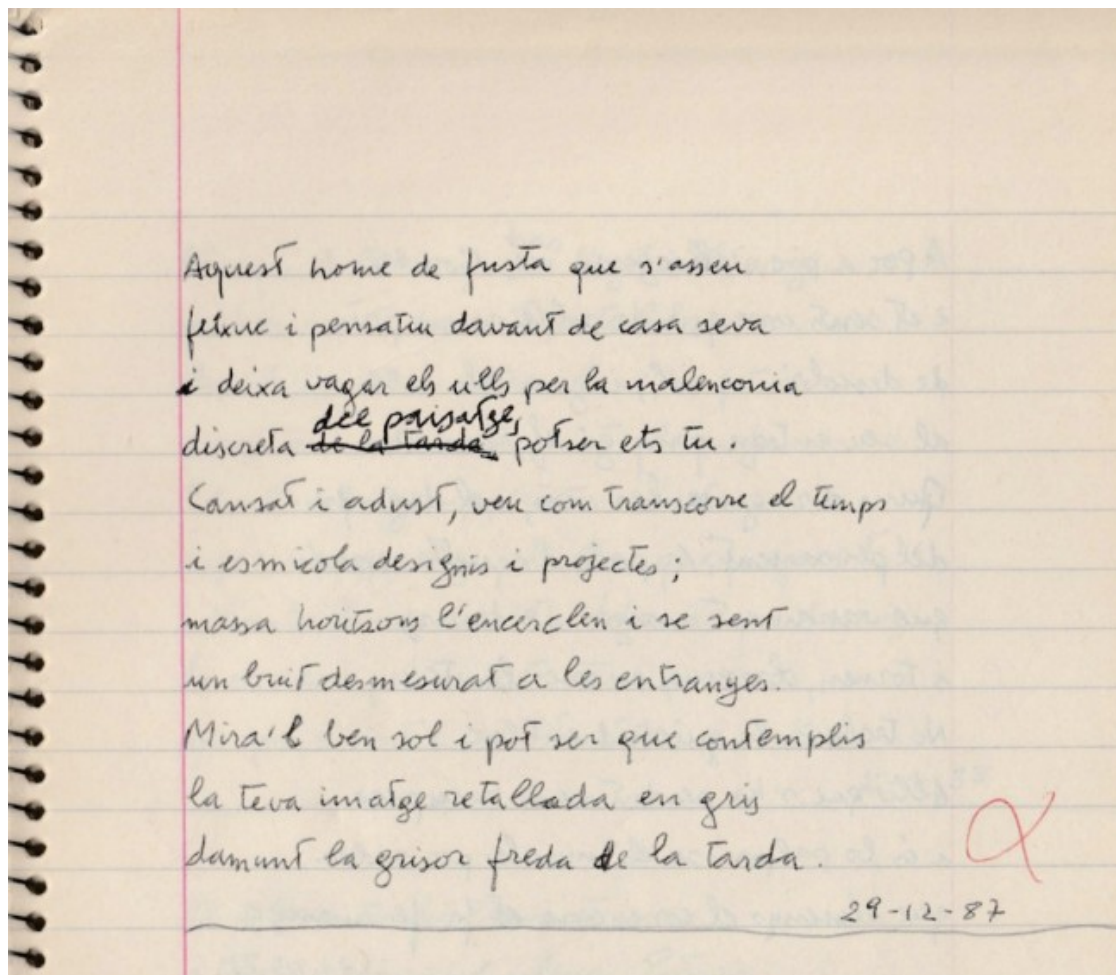 Aquest home de fusta que s'asseu
feixuc i pensatiu davant de casa seva
i deixa vagar els ulls per la malenconia
discreta de la tarda del paisatge, potser ets tu.
Cansat i adust, veu com transcorre el temps
i esmicola designis i projectes;
massa horitzons l'encerclen i se sent
un buit desmesurat a les entranyes.
Mira'l ben sol i pot ser que contemplis
la teva imatge retallada en gris
damunt la grisor freda de la tarda.
29-12-87